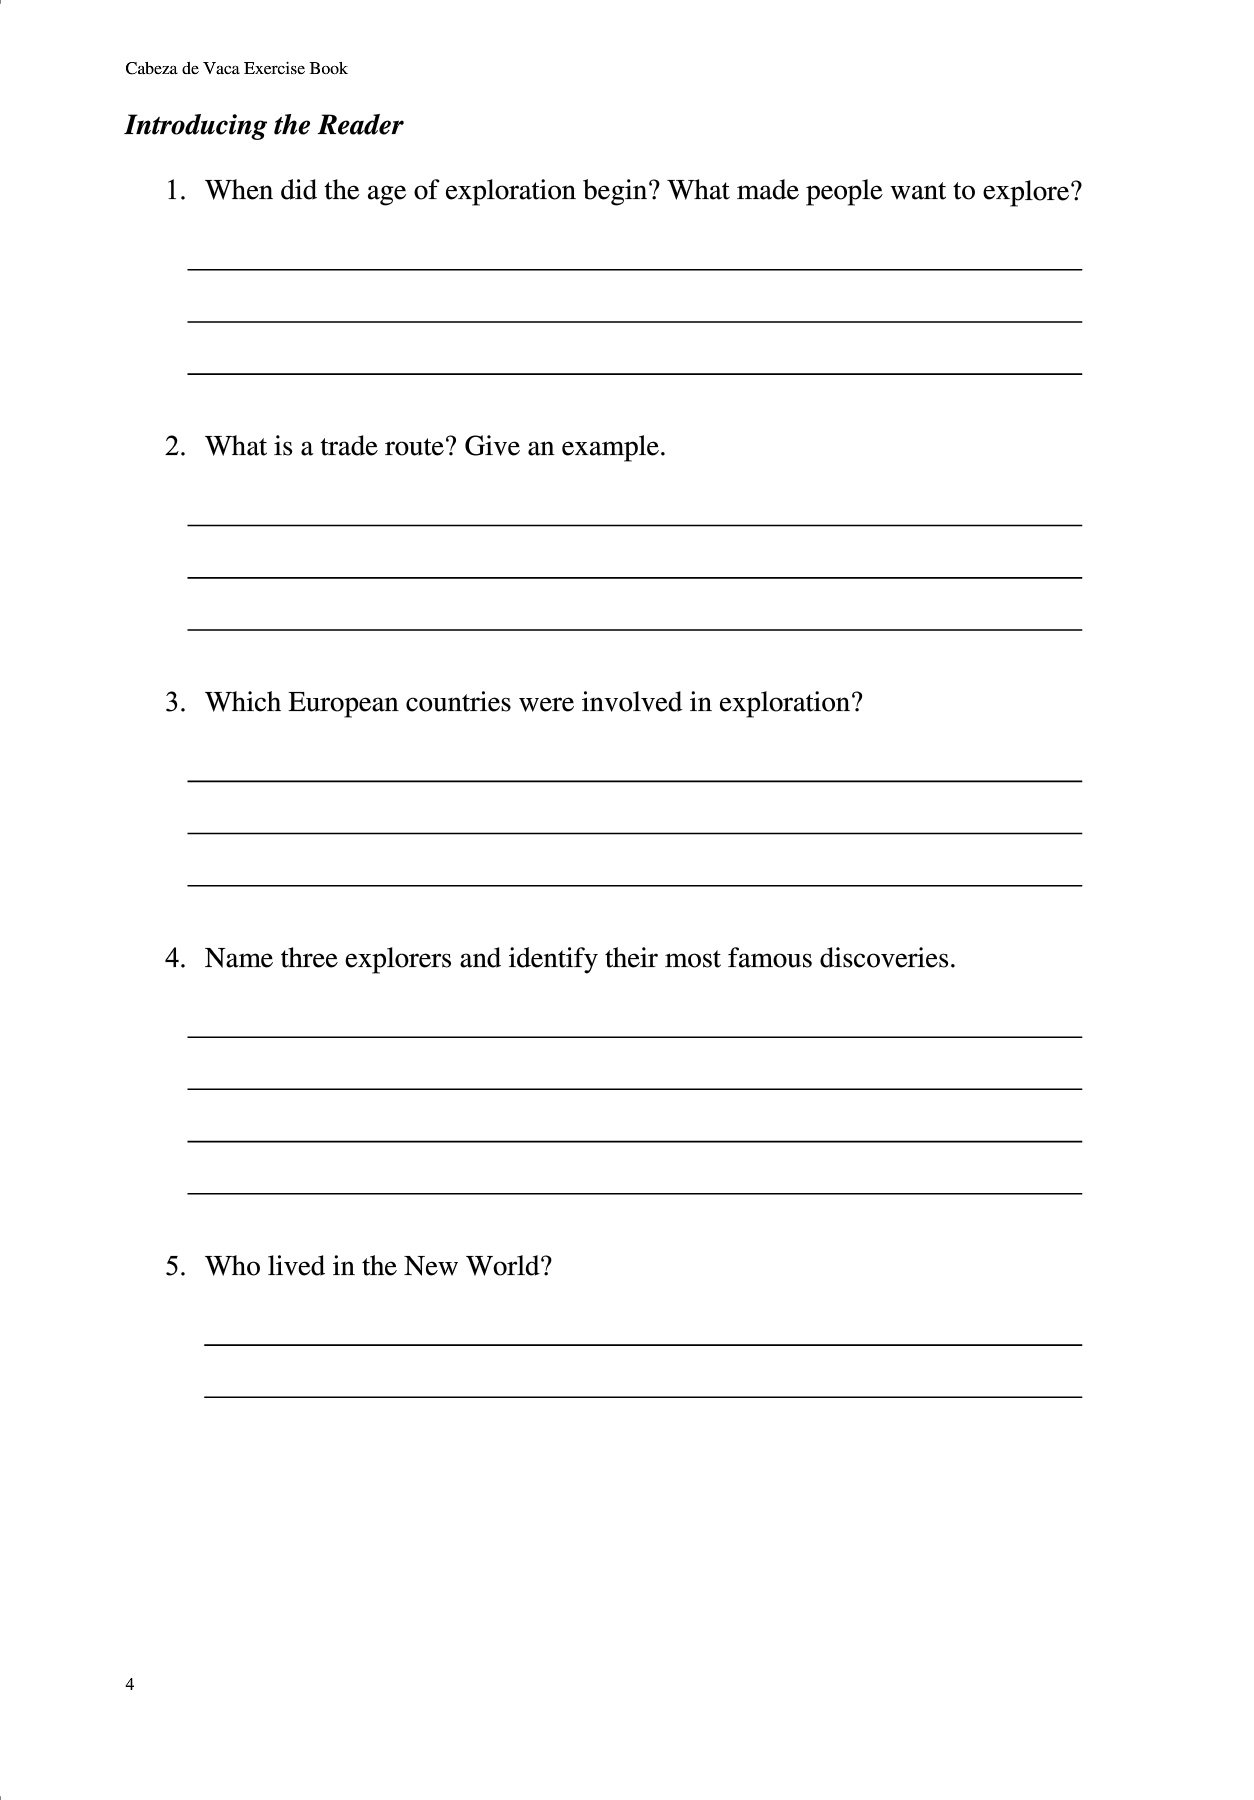 Cabeza de Vaca Exercise Book
Introducing the Reader
1. When did the age of exploration begin? What made people want to explore?
2. What is a trade route? Give an example.
3. Which European countries were involved in exploration?
4. Name three explorers and identify their most famous discoveries.
5. Who lived in the New World?
4